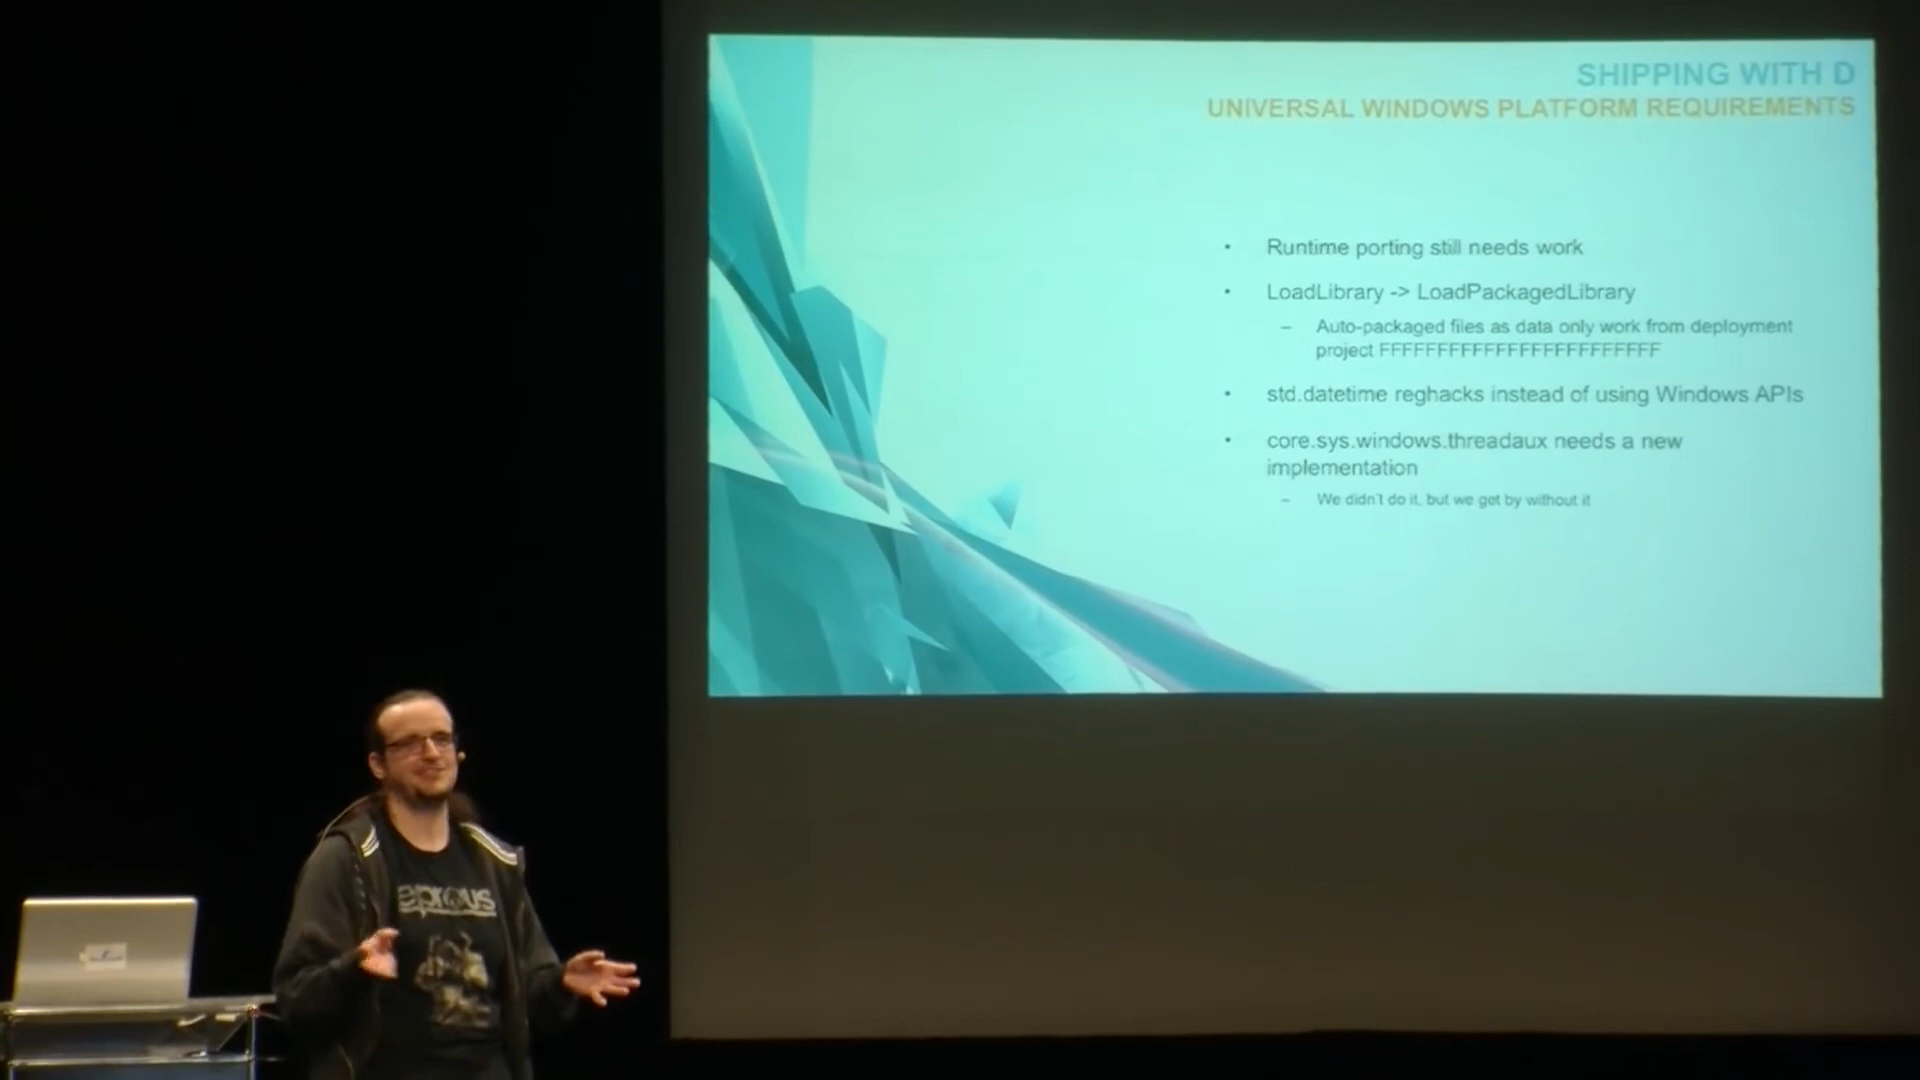 SHIPPING WITH D
UNIVERSAL WINDOWS PLATFORM REQUIREMENTS
• Runtime porting still needs work
• LoadLibrary -> LoadPackagedLibrary
– Auto-packaged files as data only work from deployment
project FFFFFFFFFFFFFFFFFFFFFFFFF
• std.datetime reghacks instead of using Windows APIs
• core.sys.windows.threadaux needs a new
implementation
– We didn't do it, but we get by without it
eprous